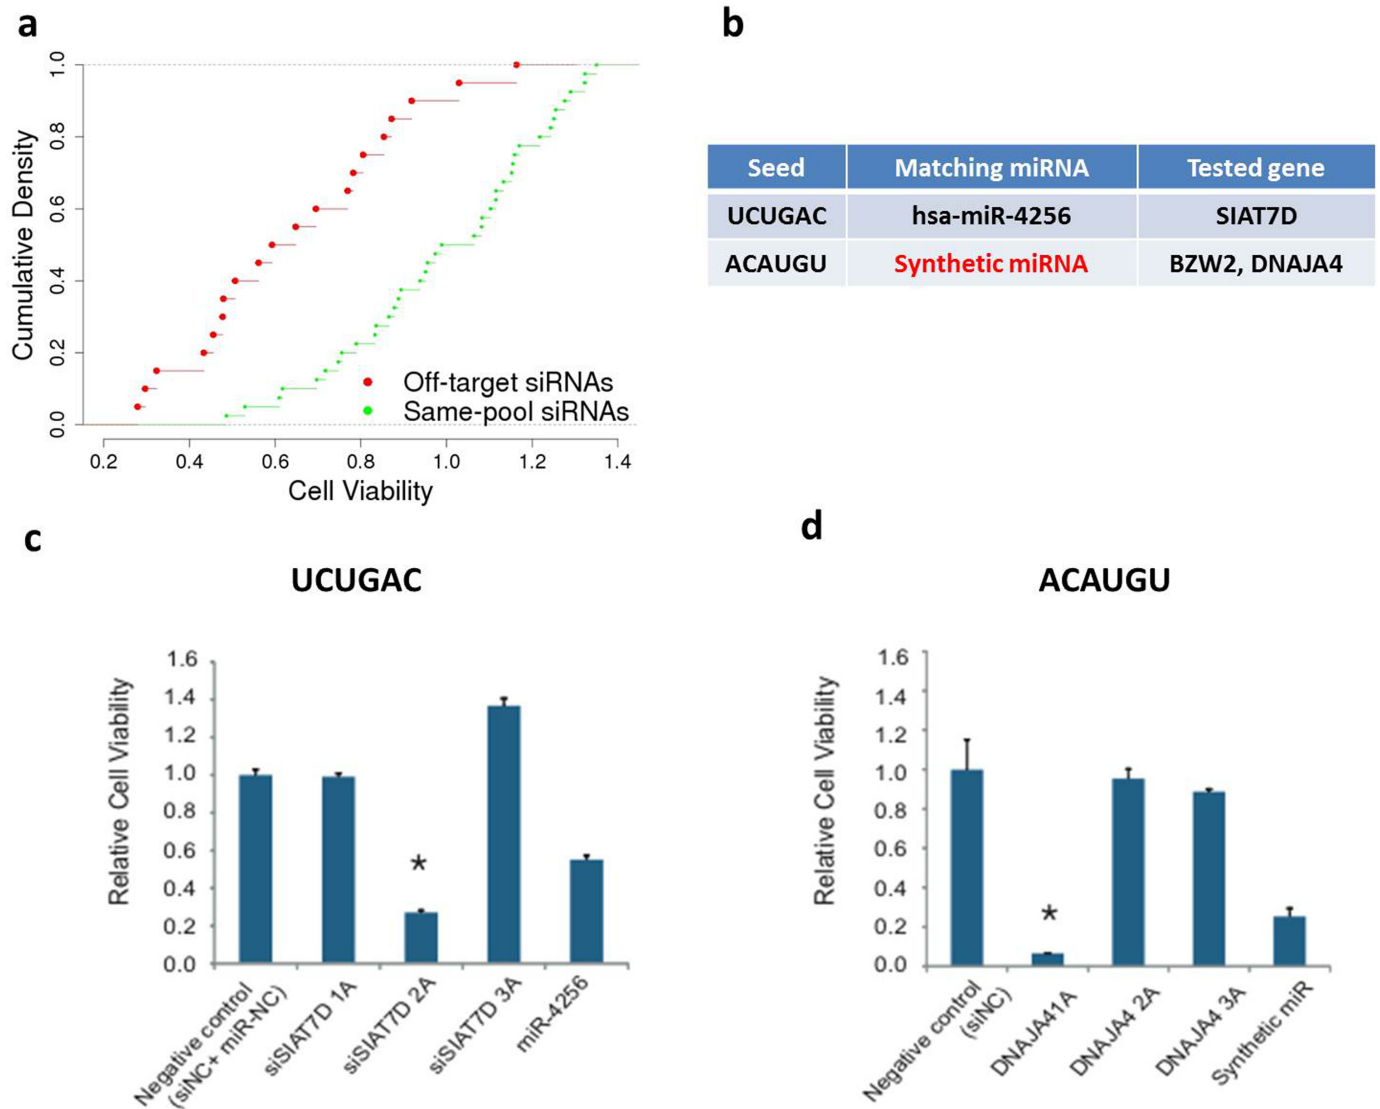 a
Cumulative Density
1.0
0.8
0.6
0.4
0.2
0.0
Off-target siRNAs
Same-pool siRNAs
0.2 0.4 0.6 0.8 1.0 1.2 1.4
Cell Viability
b
Seed Matching miRNA Tested gene
UCUGAC hsa-miR-4256 SIAT7D
ACAUGU Synthetic miRNA BZW2, DNAJA4
c
UCUGAC
Relative Cell Viability
1.6
1.4
1.2
1.0
0.8
0.6
0.4
0.2
0.0
*
Negative control
(siNC+ miR-NC)
siSIAT7D 1A
siSIAT7D 2A
siSIAT7D 3A
miR-4256
d
ACAUGU
Relative Cell Viability
1.6
1.4
1.2
1.0
0.8
0.6
0.4
0.2
0.0
*
Negative control
(siNC)
DNAJA41A
DNAJA4 2A
DNAJA4 3A
Synthetic miR